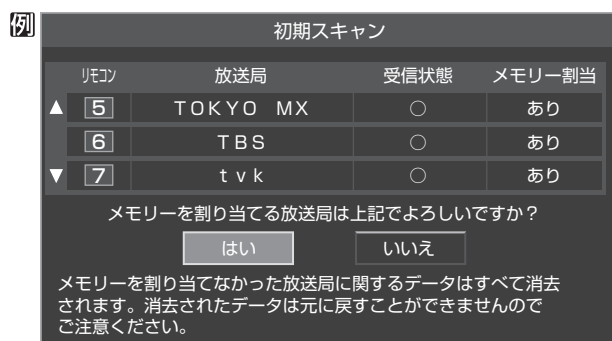 例
初期スキャン
リモコン 放送局 受信状態 メモリー割当
▲ 5 TOKYO MX ○ あり
6 TBS ○ あり
▼ 7 tvk ○ あり
メモリーを割り当てる放送局は上記でよろしいですか？
はい いいえ
メモリーを割り当てなかった放送局に関するデータはすべて消去
されます。消去されたデータは元に戻すことができませんので
ご注意ください。